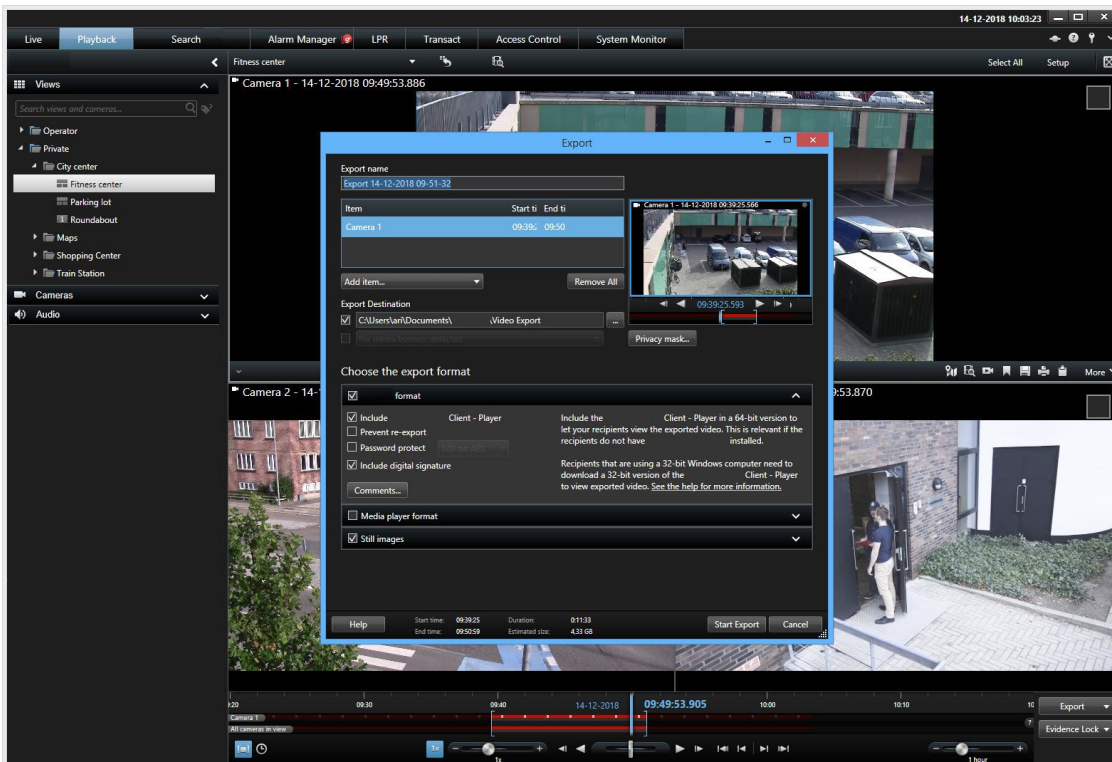 14-12-2018 10:03:23
Live Playback Search Alarm Manager LPR Transact Access Control System Monitor
Fitness center Select All Setup
Views
Search views and cameras...
Operator
Private
City center
Fitness center
Parking lot
Roundabout
Maps
Shopping Center
Train Station
Cameras
Audio
Camera 1 - 14-12-2018 09:49:53.886
Export
Export name
Export 14-12-2018 09-51-32
Item Start ti End ti
Camera 1 09:39: 09:50
Add item... Remove All
Export Destination
C:\Users\ari\Documents\ \Video Export ...
No media burners detected
Camera 1 - 14-12-2018 09:39:25.566
09:39:25.593
Privacy mask...
Choose the export format
format
Include Client - Player
Prevent re-export
Password protect 128-bit AES
Include digital signature
Comments...
Include the Client - Player in a 64-bit version to
let your recipients view the exported video. This is relevant if the
recipients do not have installed.
Recipients that are using a 32-bit Windows computer need to
download a 32-bit version of the Client - Player
to view exported video. See the help for more information.
Media player format
Still images
Help
Start time: 09:39:25 Duration: 0:11:33
End time: 09:50:59 Estimated size: 4,33 GB
Start Export Cancel
More
Camera 2 - 14-
9:53.870
09:30 09:40 14-12-2018 09:49:53.905 10:00 10:10
Camera 1
All cameras in view
Export
Evidence Lock
1x
1x
1 hour